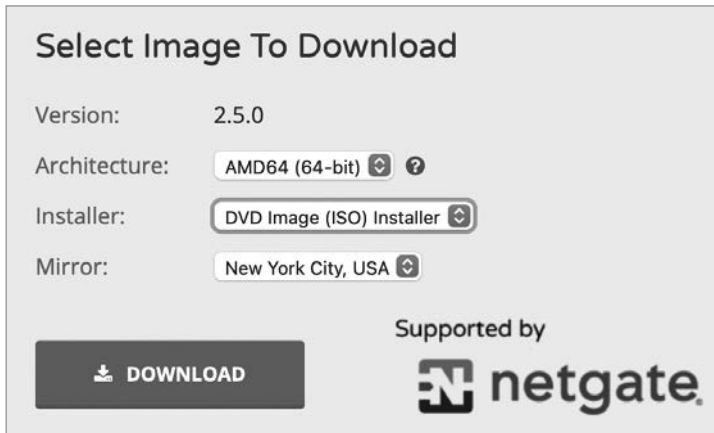 Select Image To Download
Version: 2.5.0
Architecture: AMD64 (64-bit) ?
Installer: DVD Image (ISO) Installer
Mirror: New York City, USA
Supported by
DOWNLOAD
N netgate.